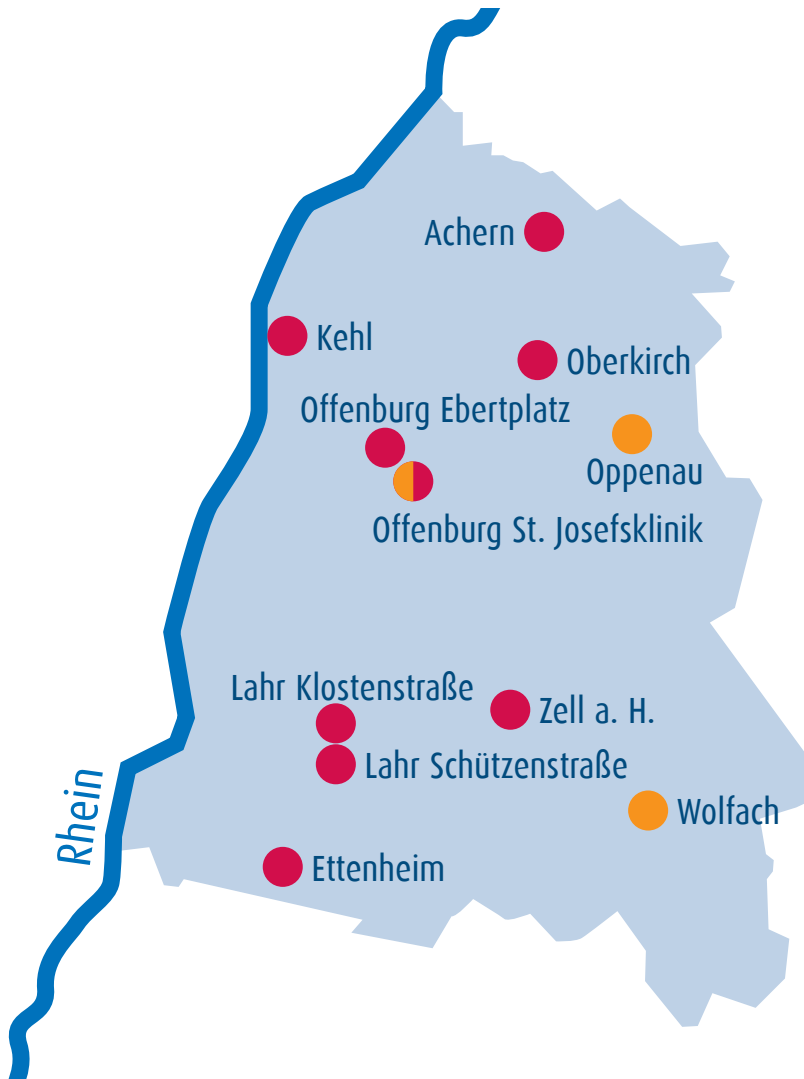 Achern
Kehl
Oberkirch
Offenburg Ebertplatz
Oppenau
Offenburg St. Josefsklinik
Lahr Klostenstraße
Zell a. H.
Lahr Schützenstraße
Rhein
Wolfach
Ettenheim